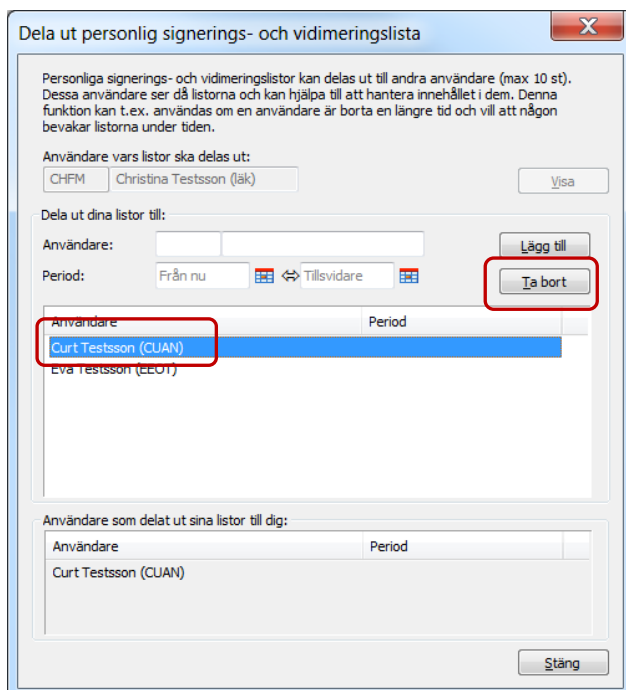 Dela ut personlig signerings- och vidimeringslista
Personliga signerings- och vidimeringslistor kan delas ut till andra användare (max 10 st).
Dessa användare ser då listorna och kan hjälpa till att hantera innehållet i dem. Denna
funktion kan t.ex. användas om en användare är borta en längre tid och vill att någon
bevakar listorna under tiden.
Användare vars listor ska delas ut:
CHFM Christina Testsson (läk) Visa
Dela ut dina listor till:
Användare: Lägg till
Period: Från nu Tillsvidare Ta bort
Användare Period
Curt Testsson (CUAN)
Eva Testsson (EEOT)
Användare som delat ut sina listor till dig:
Användare Period
Curt Testsson (CUAN)
Stäng